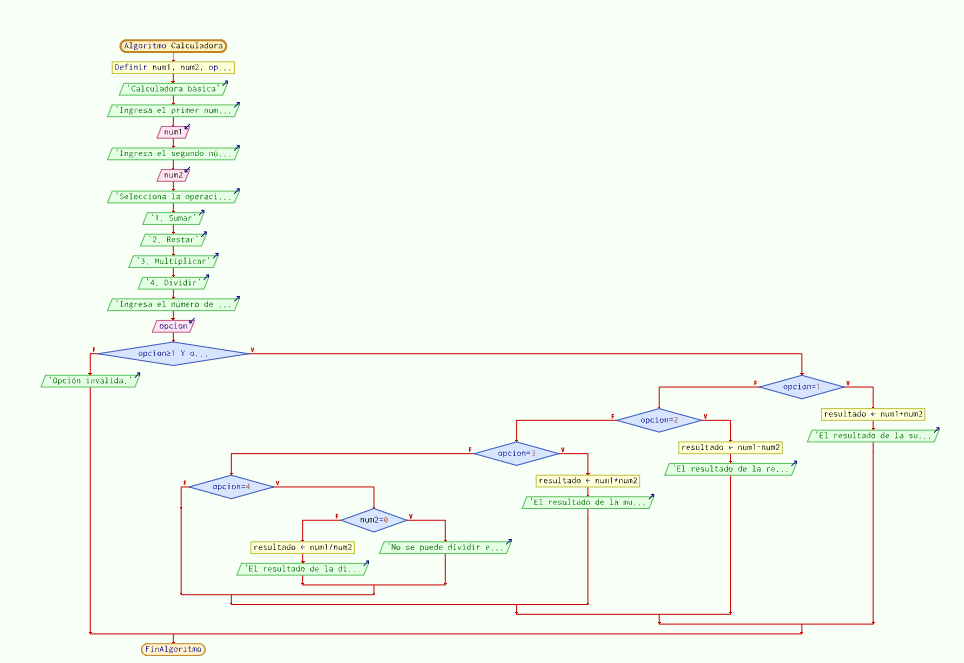 Algoritmo Calculadora
Definir num1, num2, op...
'Calculadora básica'
'Ingresa el primer núm...
num1
'Ingresa el segundo nú...
num2
'Selecciona la operaci...
'1. Sumar'
'2. Restar'
'3. Multiplicar'
'4. Dividir'
'Ingresa el número de ...
opcion
F opcion≥1 Y o... V
'Opción inválida.'
F opcion=1 V
resultado ← num1+num2
'El resultado de la su...
F opcion=2 V
resultado ← num1-num2
'El resultado de la re...
F opcion=3 V
resultado ← num1*num2
'El resultado de la mu...
F opcion=4 V
F num2=0 V
resultado ← num1/num2
'No se puede dividir e...
'El resultado de la di...
FinAlgoritmo